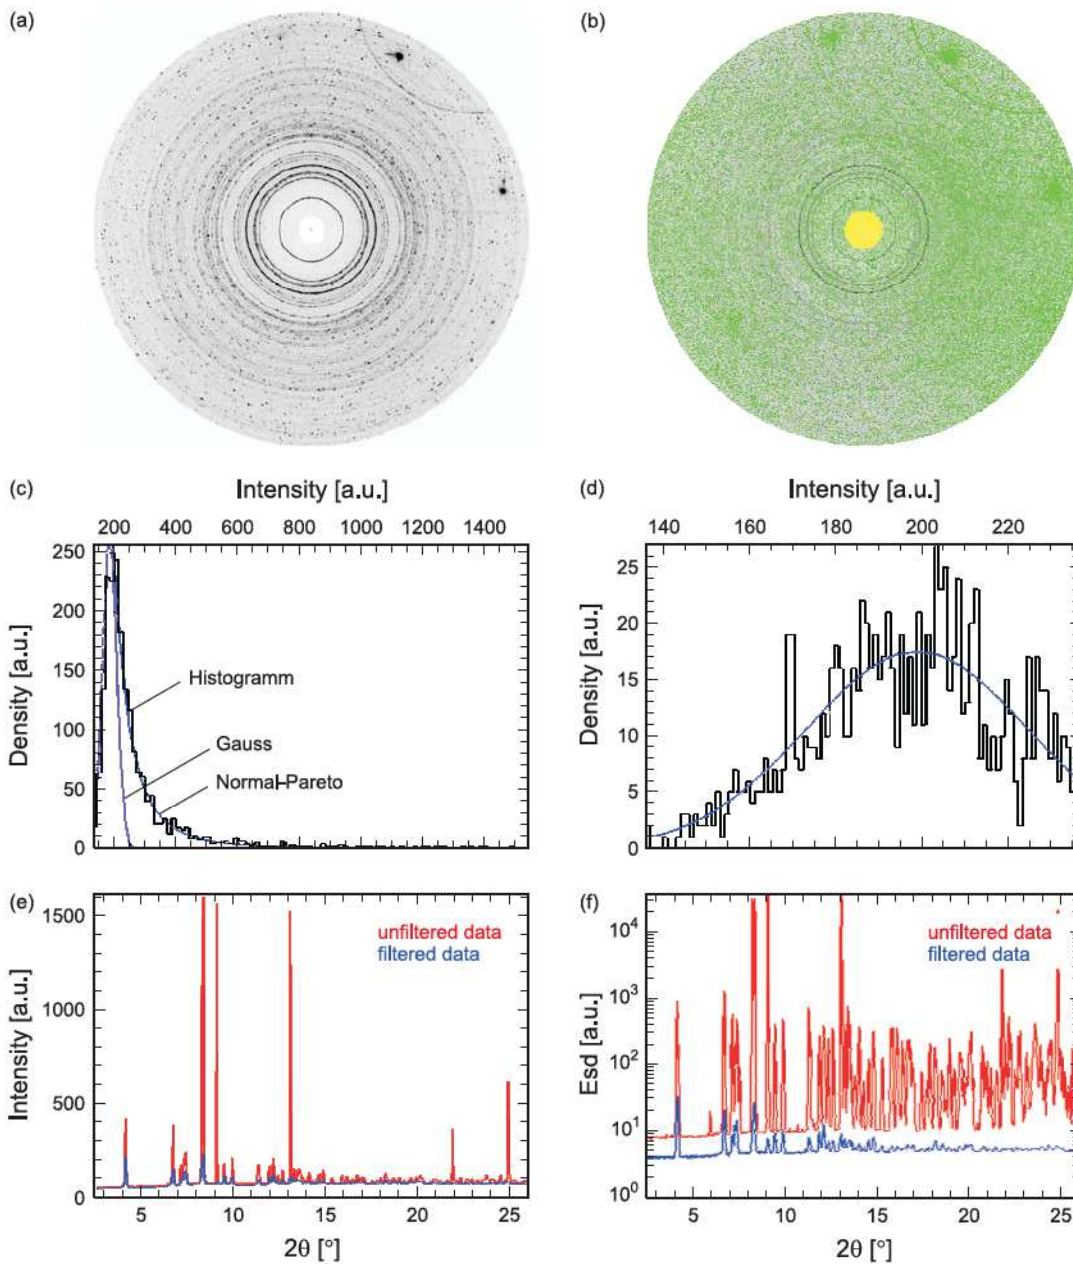 (a)
(b)
(c)
Intensity [a.u.]
200 400 600 800 1000 1200 1400
250
200
150
100
50
0
Density [a.u.]
Histogramm
Gauss
Normal–Pareto
(d)
Intensity [a.u.]
140 160 180 200 220
25
20
15
10
5
0
Density [a.u.]
(e)
1500
1000
500
0
Intensity [a.u.]
unfiltered data
filtered data
5 10 15 20 25
2θ [°]
(f)
10⁴
10³
10²
10¹
10⁰
Esd [a.u.]
unfiltered data
filtered data
5 10 15 20 25
2θ [°]